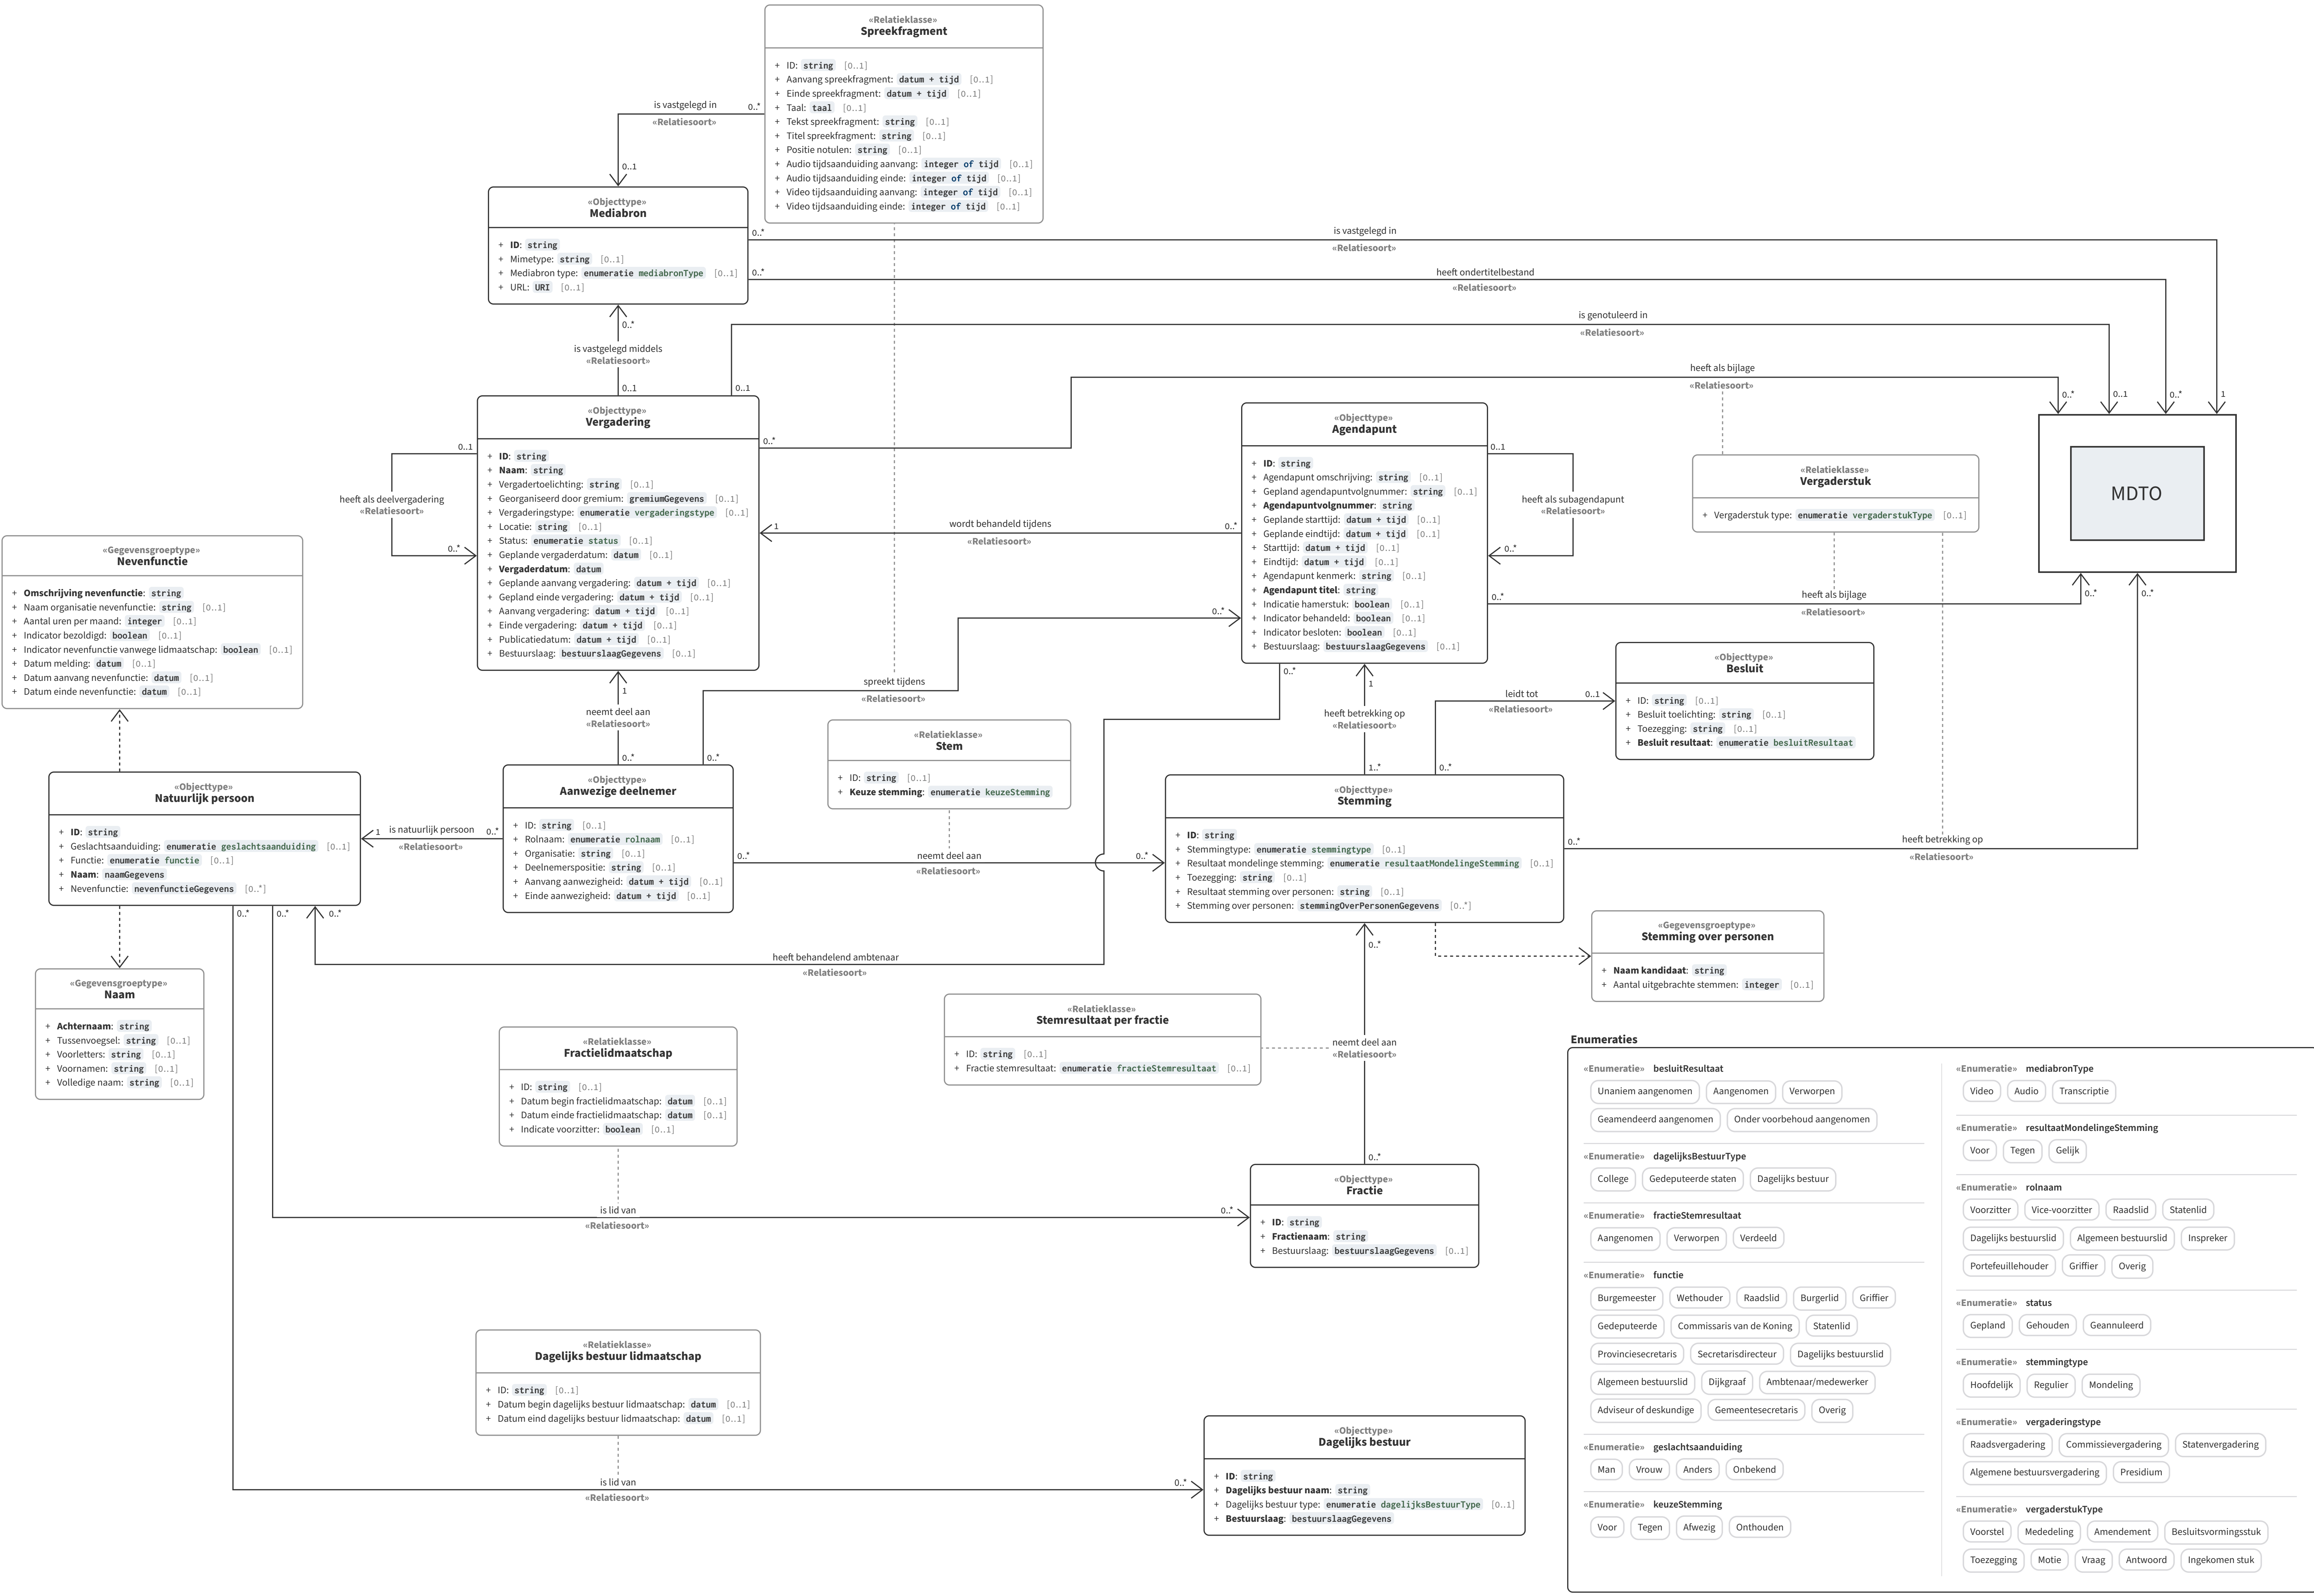 «Relatieklasse»
Spreekfragment
+ ID: string [0..1]
+ Aanvang spreekfragment: datum + tijd [0..1]
+ Einde spreekfragment: datum + tijd [0..1]
+ Taal: taal [0..1]
+ Tekst spreekfragment: string [0..1]
+ Titel spreekfragment: string [0..1]
+ Positie notulen: string [0..1]
+ Audio tijdsaanduiding aanvang: integer of tijd [0..1]
+ Audio tijdsaanduiding einde: integer of tijd [0..1]
+ Video tijdsaanduiding aanvang: integer of tijd [0..1]
+ Video tijdsaanduiding einde: integer of tijd [0..1]
is vastgelegd in
«Relatiesoort»
0..*
0..1
«Objecttype»
Mediabron
+ ID: string
+ Mimetype: string [0..1]
+ Mediabron type: enumeratie mediabronType [0..1]
+ URL: URI [0..1]
0..*
is vastgelegd in
«Relatiesoort»
0..*
heeft ondertitelbestand
«Relatiesoort»
is genotuleerd in
«Relatiesoort»
0..*
is vastgelegd middels
«Relatiesoort»
0..1
0..1
heeft als bijlage
«Relatiesoort»
0..*
0..1
0..*
1
«Objecttype»
Vergadering
+ ID: string
+ Naam: string
+ Vergadertoelichting: string [0..1]
+ Georganiseerd door gremium: gremiumGegevens [0..1]
+ Vergaderingstype: enumeratie vergaderingstype [0..1]
+ Locatie: string [0..1]
+ Status: enumeratie status [0..1]
+ Geplande vergaderdatum: datum [0..1]
+ Vergaderdatum: datum
+ Geplande aanvang vergadering: datum + tijd [0..1]
+ Gepland einde vergadering: datum + tijd [0..1]
+ Aanvang vergadering: datum + tijd [0..1]
+ Einde vergadering: datum + tijd [0..1]
+ Publicatiedatum: datum + tijd [0..1]
+ Bestuurslaag: bestuurslaagGegevens [0..1]
0..1
heeft als deelvergadering
«Relatiesoort»
0..*
0..*
1
wordt behandeld tijdens
«Relatiesoort»
0..*
«Objecttype»
Agendapunt
+ ID: string
+ Agendapunt omschrijving: string [0..1]
+ Gepland agendapuntvolgnummer: string [0..1]
+ Agendapuntvolgnummer: string
+ Geplande starttijd: datum + tijd [0..1]
+ Geplande eindtijd: datum + tijd [0..1]
+ Starttijd: datum + tijd [0..1]
+ Eindtijd: datum + tijd [0..1]
+ Agendapunt kenmerk: string [0..1]
+ Agendapunt titel: string
+ Indicatie hamerstuk: boolean [0..1]
+ Indicator behandeld: boolean [0..1]
+ Indicator besloten: boolean [0..1]
+ Bestuurslaag: bestuurslaagGegevens [0..1]
0..1
heeft als subagendapunt
«Relatiesoort»
0..*
«Relatieklasse»
Vergaderstuk
+ Vergaderstuk type: enumeratie vergaderstukType [0..1]
MDTO
0..*
heeft als bijlage
«Relatiesoort»
0..*
0..*
«Gegevensgroeptype»
Nevenfunctie
+ Omschrijving nevenfunctie: string
+ Naam organisatie nevenfunctie: string [0..1]
+ Aantal uren per maand: integer [0..1]
+ Indicator bezoldigd: boolean [0..1]
+ Indicator nevenfunctie vanwege lidmaatschap: boolean [0..1]
+ Datum melding: datum [0..1]
+ Datum aanvang nevenfunctie: datum [0..1]
+ Datum einde nevenfunctie: datum [0..1]
0..*
spreekt tijdens
«Relatiesoort»
0..*
1
neemt deel aan
«Relatiesoort»
0..*
0..*
1
heeft betrekking op
«Relatiesoort»
1..*
leidt tot
«Relatiesoort»
0..1
0..*
«Objecttype»
Besluit
+ ID: string [0..1]
+ Besluit toelichting: string [0..1]
+ Toezegging: string [0..1]
+ Besluit resultaat: enumeratie besluitResultaat
«Relatieklasse»
Stem
+ ID: string [0..1]
+ Keuze stemming: enumeratie keuzeStemming
«Objecttype»
Natuurlijk persoon
+ ID: string
+ Geslachtsaanduiding: enumeratie geslachtsaanduiding [0..1]
+ Functie: enumeratie functie [0..1]
+ Naam: naamGegevens
+ Nevenfunctie: nevenfunctieGegevens [0..*]
1
is natuurlijk persoon
«Relatiesoort»
0..*
«Objecttype»
Aanwezige deelnemer
+ ID: string [0..1]
+ Rolnaam: enumeratie rolnaam [0..1]
+ Organisatie: string [0..1]
+ Deelnemerspositie: string [0..1]
+ Aanvang aanwezigheid: datum + tijd [0..1]
+ Einde aanwezigheid: datum + tijd [0..1]
0..*
neemt deel aan
«Relatiesoort»
0..*
«Objecttype»
Stemming
+ ID: string
+ Stemmingtype: enumeratie stemmingtype [0..1]
+ Resultaat mondelinge stemming: enumeratie resultaatMondelingeStemming [0..1]
+ Toezegging: string [0..1]
+ Resultaat stemming over personen: string [0..1]
+ Stemming over personen: stemmingOverPersonenGegevens [0..*]
0..*
heeft betrekking op
«Relatiesoort»
0..*
0..*
0..*
heeft behandelend ambtenaar
«Relatiesoort»
0..*
«Gegevensgroeptype»
Stemming over personen
+ Naam kandidaat: string
+ Aantal uitgebrachte stemmen: integer [0..1]
«Gegevensgroeptype»
Naam
+ Achternaam: string
+ Tussenvoegsel: string [0..1]
+ Voorletters: string [0..1]
+ Voornamen: string [0..1]
+ Volledige naam: string [0..1]
«Relatieklasse»
Stemresultaat per fractie
+ ID: string [0..1]
+ Fractie stemresultaat: enumeratie fractieStemresultaat [0..1]
neemt deel aan
«Relatiesoort»
0..*
«Relatieklasse»
Fractielidmaatschap
+ ID: string [0..1]
+ Datum begin fractielidmaatschap: datum [0..1]
+ Datum einde fractielidmaatschap: datum [0..1]
+ Indicate voorzitter: boolean [0..1]
is lid van
«Relatiesoort»
0..*
«Objecttype»
Fractie
+ ID: string
+ Fractienaam: string
+ Bestuurslaag: bestuurslaagGegevens [0..1]
«Relatieklasse»
Dagelijks bestuur lidmaatschap
+ ID: string [0..1]
+ Datum begin dagelijks bestuur lidmaatschap: datum [0..1]
+ Datum eind dagelijks bestuur lidmaatschap: datum [0..1]
is lid van
«Relatiesoort»
0..*
«Objecttype»
Dagelijks bestuur
+ ID: string
+ Dagelijks bestuur naam: string
+ Dagelijks bestuur type: enumeratie dagelijksBestuurType [0..1]
+ Bestuurslaag: bestuurslaagGegevens
Enumeraties
«Enumeratie» besluitResultaat
Unaniem aangenomen Aangenomen Verworpen
Geamendeerd aangenomen Onder voorbehoud aangenomen
«Enumeratie» dagelijksBestuurType
College Gedeputeerde staten Dagelijks bestuur
«Enumeratie» fractieStemresultaat
Aangenomen Verworpen Verdeeld
«Enumeratie» functie
Burgemeester Wethouder Raadslid Burgerlid Griffier
Gedeputeerde Commissaris van de Koning Statenlid
Provinciesecretaris Secretarisdirecteur Dagelijks bestuurslid
Algemeen bestuurslid Dijkgraaf Ambtenaar/medewerker
Adviseur of deskundige Gemeentesecretaris Overig
«Enumeratie» geslachtsaanduiding
Man Vrouw Anders Onbekend
«Enumeratie» keuzeStemming
Voor Tegen Afwezig Onthouden
«Enumeratie» mediabronType
Video Audio Transcriptie
«Enumeratie» resultaatMondelingeStemming
Voor Tegen Gelijk
«Enumeratie» rolnaam
Voorzitter Vice-voorzitter Raadslid Statenlid
Dagelijks bestuurslid Algemeen bestuurslid Inspreker
Portefeuillehouder Griffier Overig
«Enumeratie» status
Gepland Gehouden Geannuleerd
«Enumeratie» stemmingtype
Hoofdelijk Regulier Mondeling
«Enumeratie» vergaderingstype
Raadsvergadering Commissievergadering Statenvergadering
Algemene bestuursvergadering Presidium
«Enumeratie» vergaderstukType
Voorstel Mededeling Amendement Besluitsvormingsstuk
Toezegging Motie Vraag Antwoord Ingekomen stuk